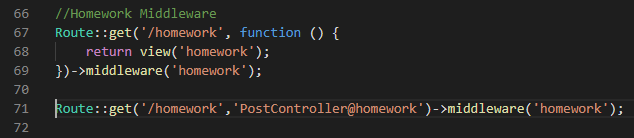 66 //Homework Middleware
67 Route::get('/homework', function () {
68     return view('homework');
69 })->middleware('homework');
70
71 Route::get('/homework','PostController@homework')->middleware('homework');
72